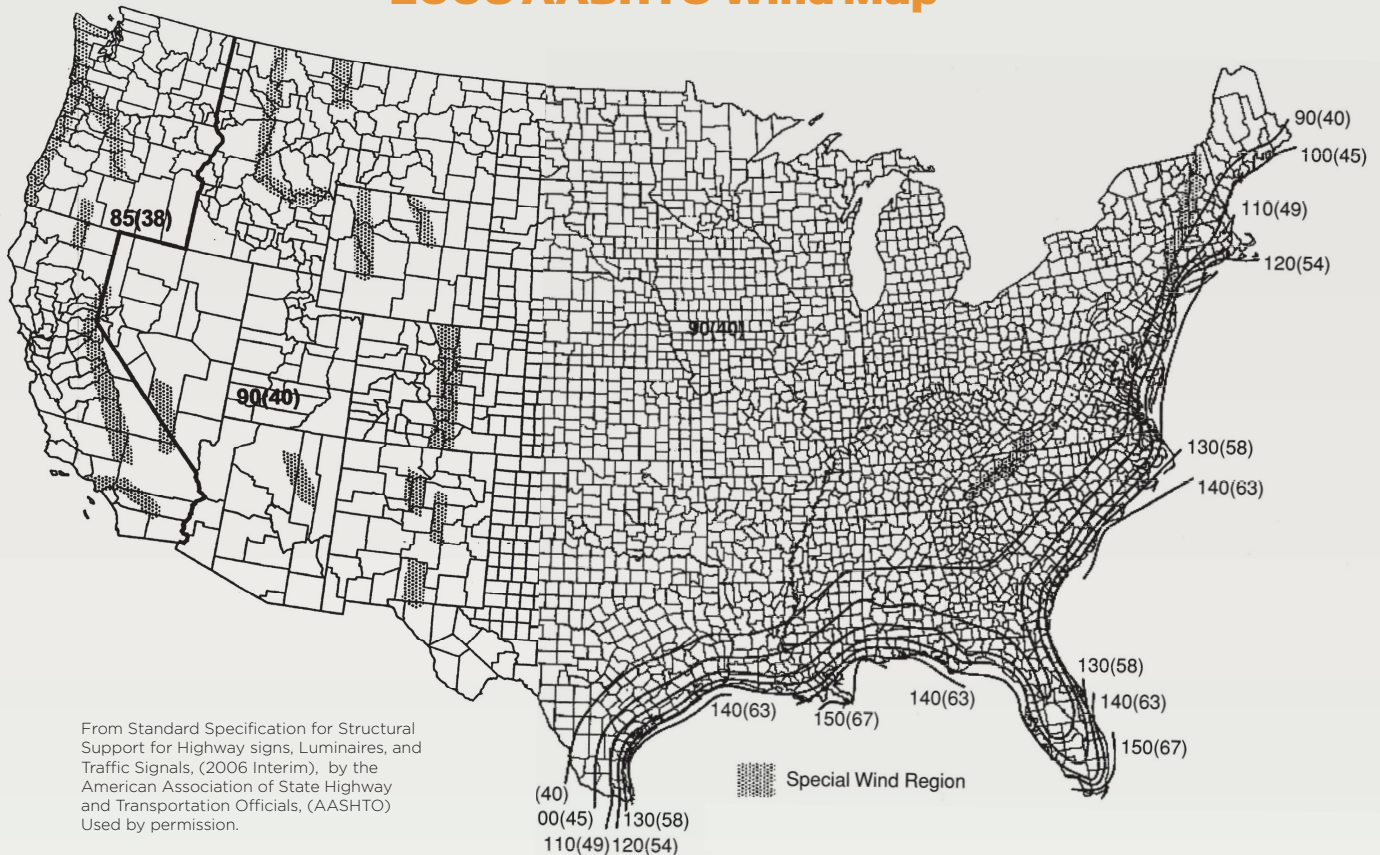 AASHTO Wind Map
90(40)
100(45)
110(49)
85(38)
120(54)
90(40)
90(40)
130(58)
140(63)
130(58)
140(63)
140(63)
150(67)
140(63)
150(67)
From Standard Specification for Structural
Support for Highway signs, Luminaires, and
Traffic Signals, (2006 Interim), by the
American Association of State Highway
and Transportation Officials, (AASHTO)
Used by permission.
Special Wind Region
(40)
00(45)
130(58)
110(49)
120(54)